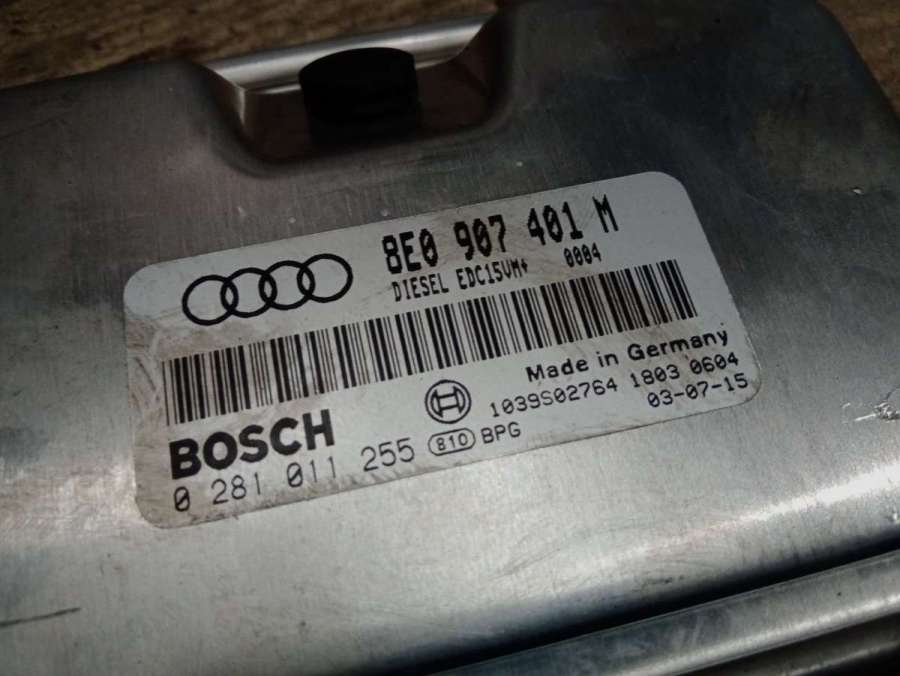 8E0 907 401 M
DIESEL EDC15VM+ 0004
Made in Germany
BOSCH
1039S02764 1803 0604
0 281 011 255 810 BPG 03-07-15